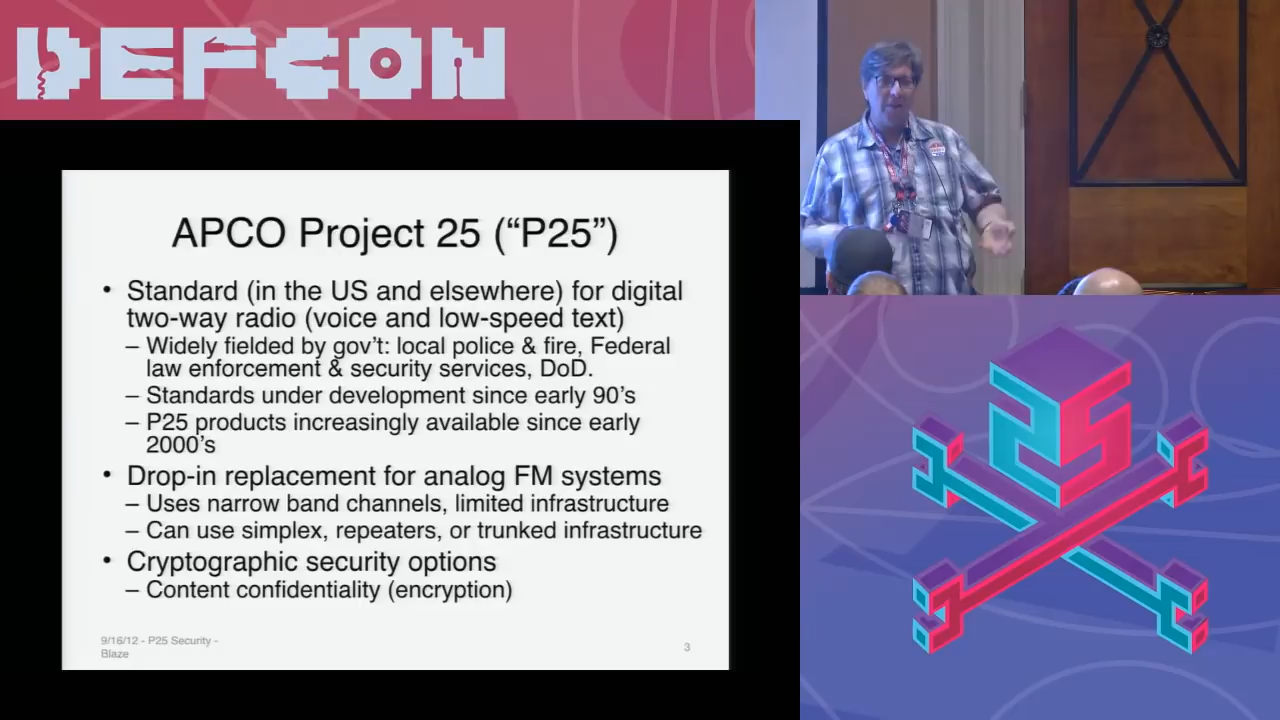 DEFCON
APCO Project 25 (“P25”)
• Standard (in the US and elsewhere) for digital
two-way radio (voice and low-speed text)
– Widely fielded by gov’t: local police & fire, Federal
law enforcement & security services, DoD.
– Standards under development since early 90’s
– P25 products increasingly available since early
2000’s
• Drop-in replacement for analog FM systems
– Uses narrow band channels, limited infrastructure
– Can use simplex, repeaters, or trunked infrastructure
• Cryptographic security options
– Content confidentiality (encryption)
9/16/12 - P25 Security -
Blaze
3
25